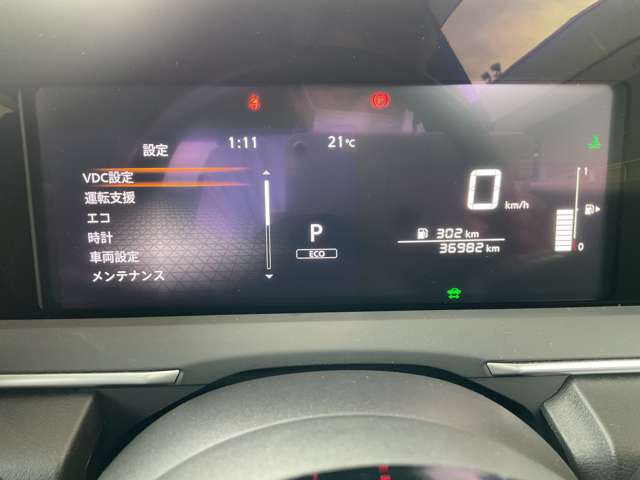 設定
1:11
21℃
VDC設定
運転支援
エコ
時計
車両設定
メンテナンス
P
ECO
0 km/h
302 km
36982 km
1
0